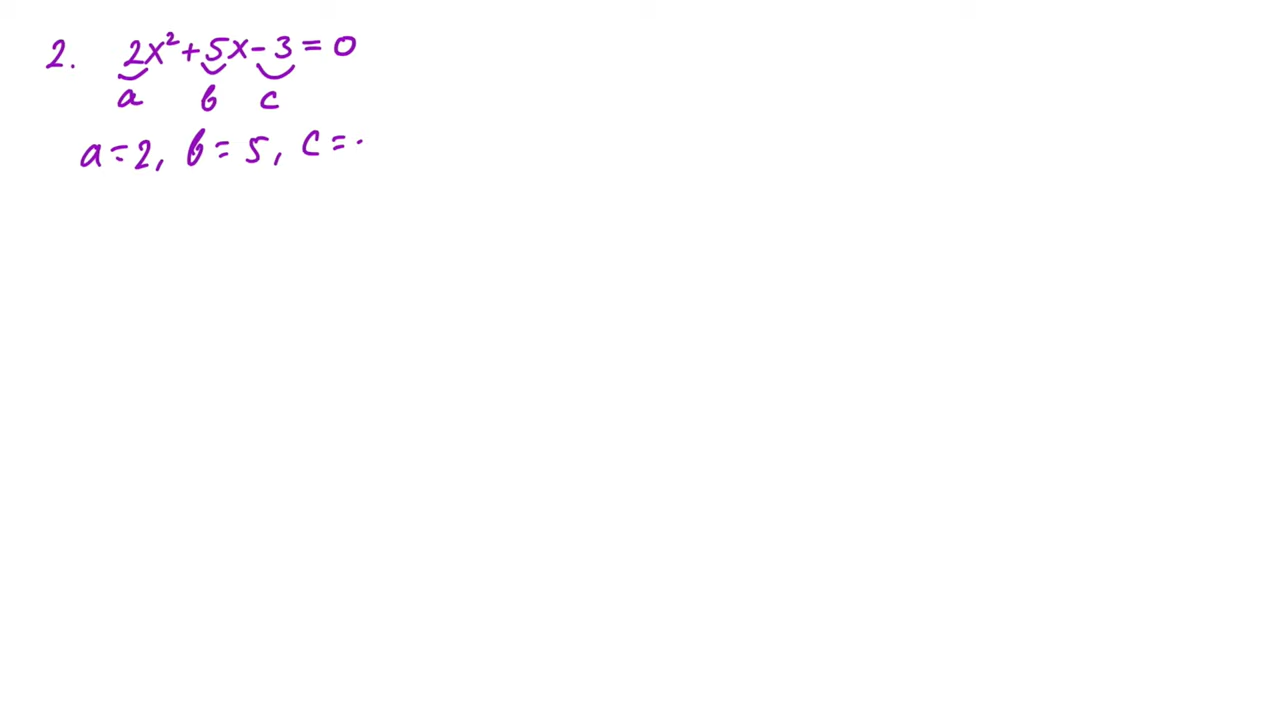 2. 2x² + 5x - 3 = 0
a b c
a = 2, b = 5, c =